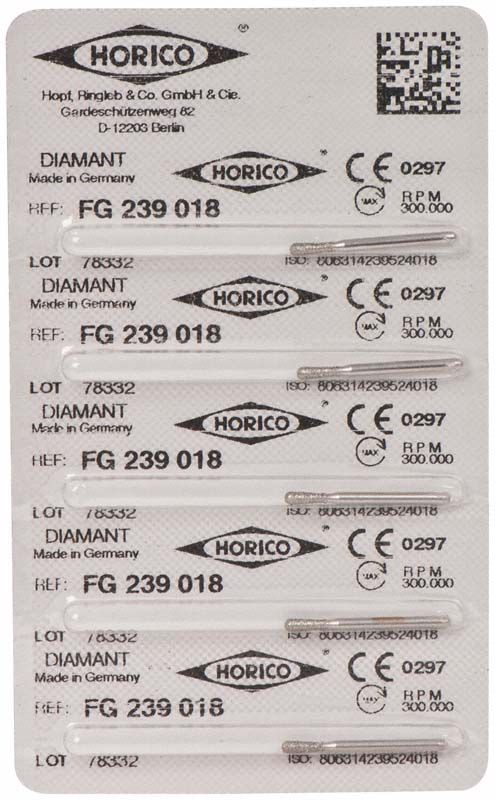 HORICO®
Hopf, Ringleb & Co. GmbH & Cie.
Gardeschützenweg 82
D-12203 Berlin
DIAMANT HORICO® CE 0297
Made in Germany MAX RPM
REF: FG 239 018 300.000
LOT 78332 ISO: 806314239524018
DIAMANT HORICO® CE 0297
Made in Germany MAX RPM
REF: FG 239 018 300.000
LOT 78332 ISO: 806314239524018
DIAMANT HORICO® CE 0297
Made in Germany MAX RPM
REF: FG 239 018 300.000
LOT 78332 ISO: 806314239524018
DIAMANT HORICO® CE 0297
Made in Germany MAX RPM
REF: FG 239 018 300.000
LOT 78332 ISO: 806314239524018
DIAMANT HORICO® CE 0297
Made in Germany MAX RPM
REF: FG 239 018 300.000
LOT 78332 ISO: 806314239524018